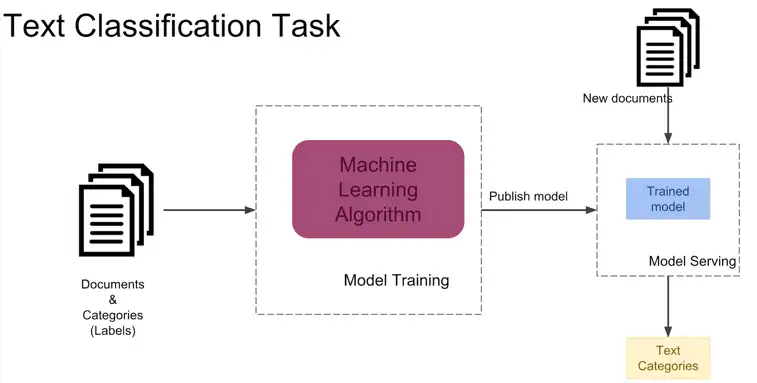 Text Classification Task
New documents
Machine
Learning
Algorithm
Publish model
Trained
model
Model Training
Model Serving
Documents
&
Categories
(Labels)
Text
Categories